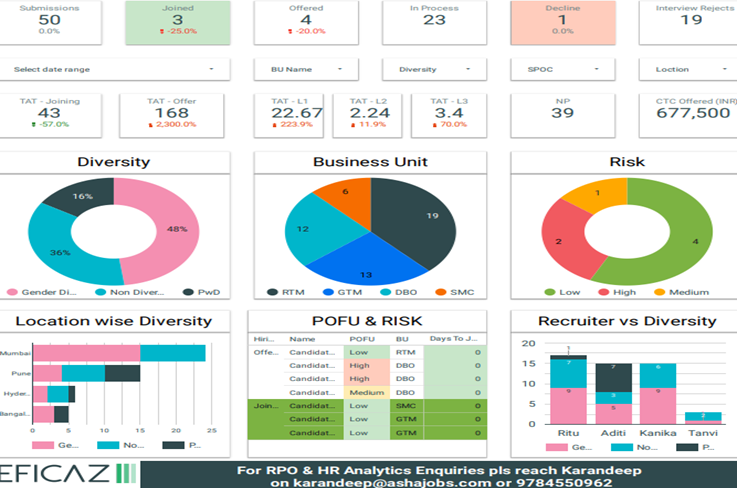 Submissions Joined Offered In Process Decline Interview Rejects
50 3 4 23 1 19
0.0% -25.0% -20.0% 0.0%
Select date range BU Name Diversity SPOC Loction
TAT - Joining TAT - Offer TAT - L1 TAT - L2 TAT - L3 NP CTC Offered (INR)
43 168 22.67 2.24 3.4 39 677,500
-57.0% 2,300.0% 223.9% 11.9% 70.0%
Diversity
16%
48%
36%
Gender Di... Non Diver... PwD
Business Unit
6
19
12
13
RTM GTM DBO SMC
Risk
1
2
4
Low High Medium
Location wise Diversity
Mumbai
Pune
Hyder...
Bangal...
0 5 10 15 20 25
Ge... No... P...
POFU & RISK
Hiri... Name POFU BU Days To J...
Offe... Candidat... Low RTM 0
Candidat... High DBO 0
Candidat... High DBO 0
Candidat... Medium DBO 0
Join... Candidat... Low SMC 0
Candidat... Low GTM 0
Candidat... Low GTM 0
Recruiter vs Diversity
20
15
10
5
0
1
7
9
7
3
5
6
9
2
Ritu Aditi Kanika Tanvi
Ge... No... P...
EFICAZ
For RPO & HR Analytics Enquiries pls reach Karandeep
on karandeep@ashajobs.com or 9784550962